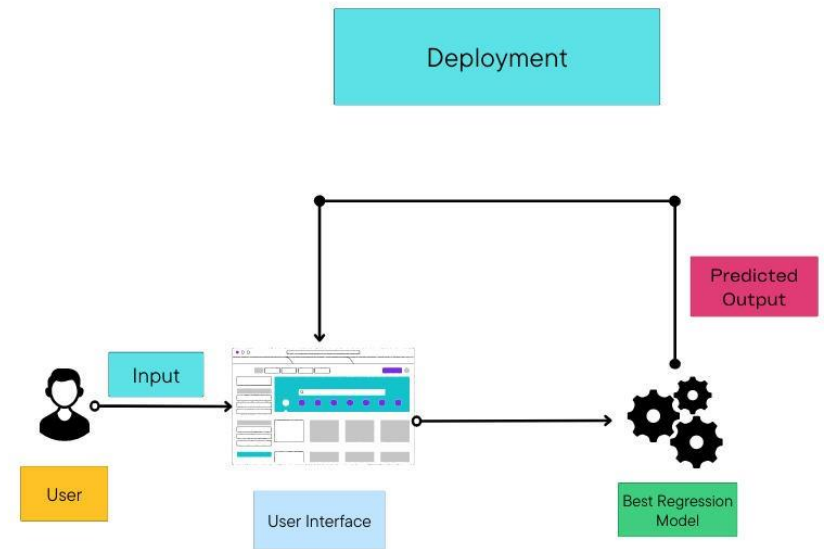 Deployment
Predicted
Output
Input
User
User Interface
Best Regression
Model